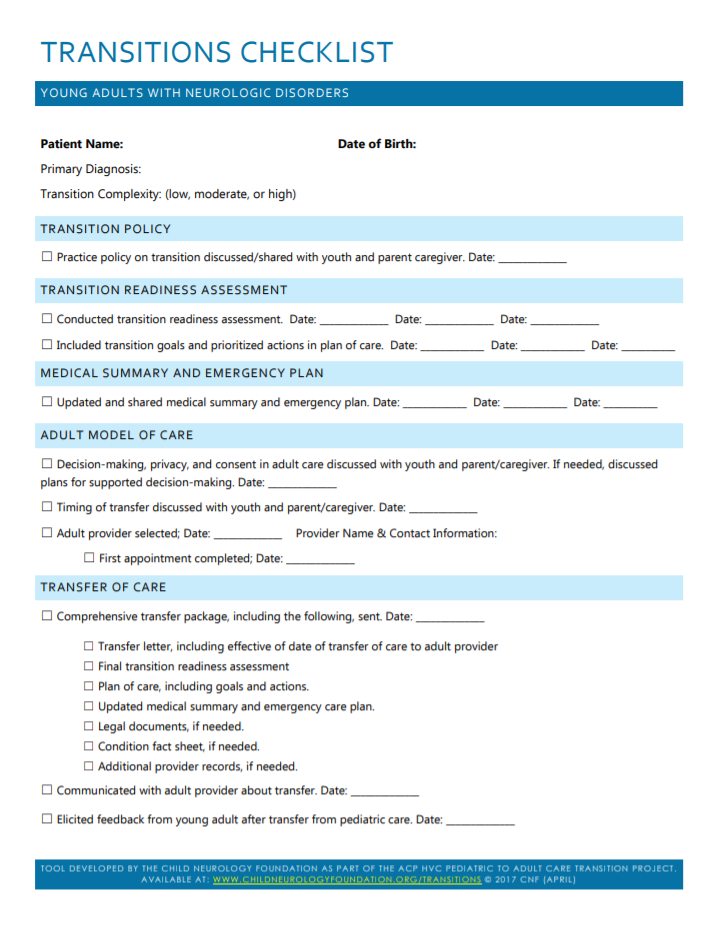 TRANSITIONS CHECKLIST
YOUNG ADULTS WITH NEUROLOGIC DISORDERS
Patient Name: Date of Birth:
Primary Diagnosis:
Transition Complexity: (low, moderate, or high)
TRANSITION POLICY
☐ Practice policy on transition discussed/shared with youth and parent caregiver. Date: ____________
TRANSITION READINESS ASSESSMENT
☐ Conducted transition readiness assessment. Date: ____________ Date: ____________ Date: ____________
☐ Included transition goals and prioritized actions in plan of care. Date: ___________ Date: ___________ Date: _________
MEDICAL SUMMARY AND EMERGENCY PLAN
☐ Updated and shared medical summary and emergency plan. Date: ___________ Date: ___________ Date: _________
ADULT MODEL OF CARE
☐ Decision-making, privacy, and consent in adult care discussed with youth and parent/caregiver. If needed, discussed
plans for supported decision-making. Date: ____________
☐ Timing of transfer discussed with youth and parent/caregiver. Date: ____________
☐ Adult provider selected; Date: ____________ Provider Name & Contact Information:
☐ First appointment completed; Date: ____________
TRANSFER OF CARE
☐ Comprehensive transfer package, including the following, sent. Date: ____________
☐ Transfer letter, including effective of date of transfer of care to adult provider
☐ Final transition readiness assessment
☐ Plan of care, including goals and actions.
☐ Updated medical summary and emergency care plan.
☐ Legal documents, if needed.
☐ Condition fact sheet, if needed.
☐ Additional provider records, if needed.
☐ Communicated with adult provider about transfer. Date: ____________
☐ Elicited feedback from young adult after transfer from pediatric care. Date: ____________
TOOL DEVELOPED BY THE CHILD NEUROLOGY FOUNDATION AS PART OF THE ACP HVC PEDIATRIC TO ADULT CARE TRANSITION PROJECT.
AVAILABLE AT: WWW.CHILDNEUROLOGYFOUNDATION.ORG/TRANSITIONS © 2017 CNF (APRIL)